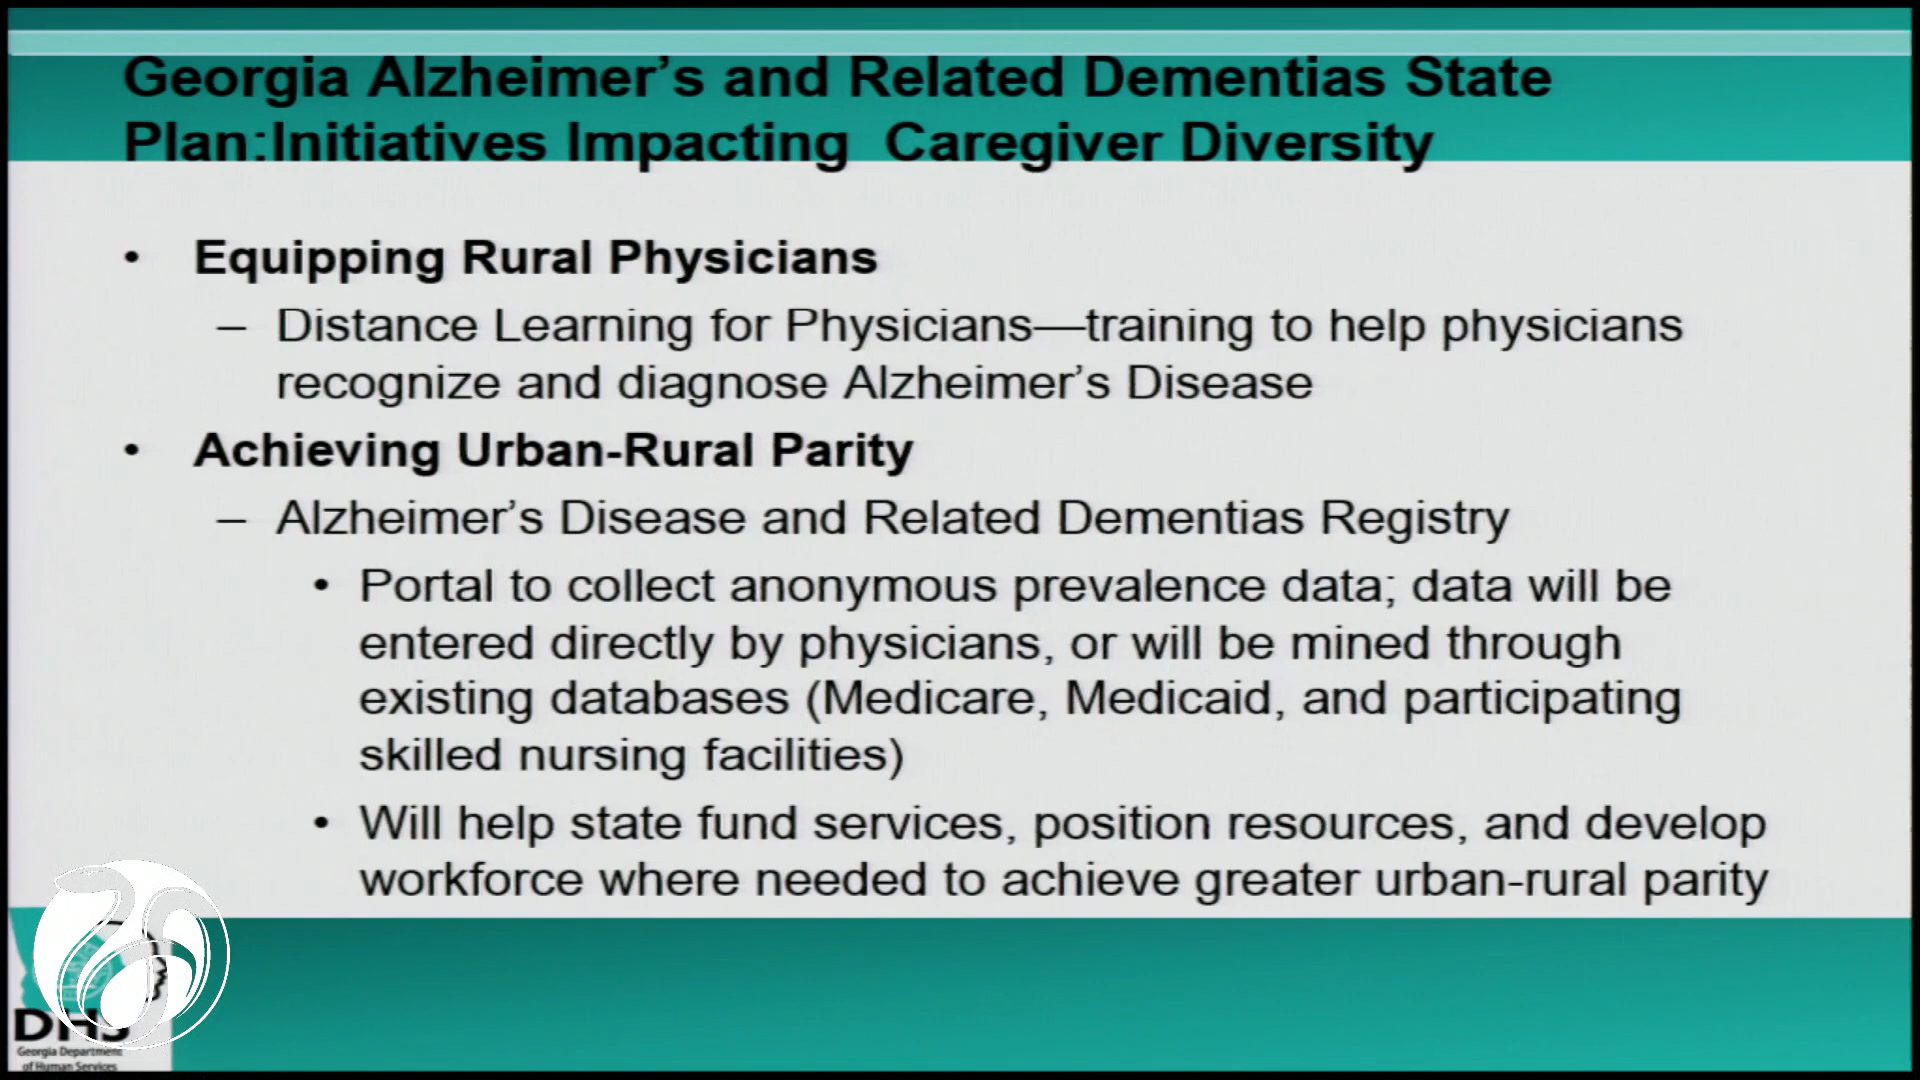 Georgia Alzheimer’s and Related Dementias State
Plan:Initiatives Impacting  Caregiver Diversity
• Equipping Rural Physicians
– Distance Learning for Physicians—training to help physicians
recognize and diagnose Alzheimer’s Disease
• Achieving Urban-Rural Parity
– Alzheimer’s Disease and Related Dementias Registry
• Portal to collect anonymous prevalence data; data will be
entered directly by physicians, or will be mined through
existing databases (Medicare, Medicaid, and participating
skilled nursing facilities)
• Will help state fund services, position resources, and develop
workforce where needed to achieve greater urban-rural parity
DHS
Georgia Department
of Human Services